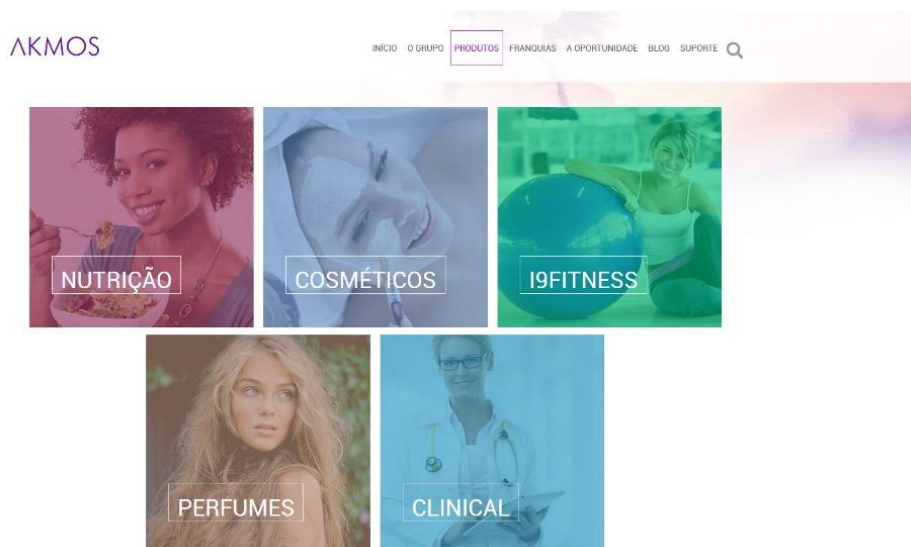 AKMOS
INÍCIO O GRUPO PRODUTOS FRANQUIAS A OPORTUNIDADE BLOG SUPORTE
NUTRIÇÃO COSMÉTICOS I9FITNESS
PERFUMES CLINICAL